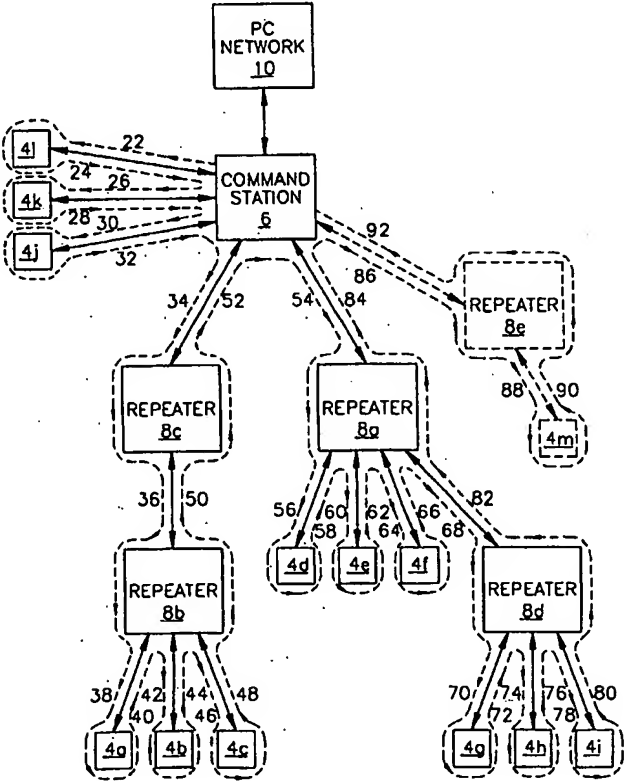 PC
NETWORK
10
4l
22
24
26
4k
28
30
4j
32
COMMAND
STATION
6
92
86
34
52
54
84
REPEATER
8e
88
90
4m
REPEATER
8c
REPEATER
8a
36
50
56
58
60
62
64
66
68
82
4d
4e
4f
REPEATER
8b
REPEATER
8d
38
40
42
44
46
48
70
72
74
76
78
80
4a
4b
4c
4g
4h
4i